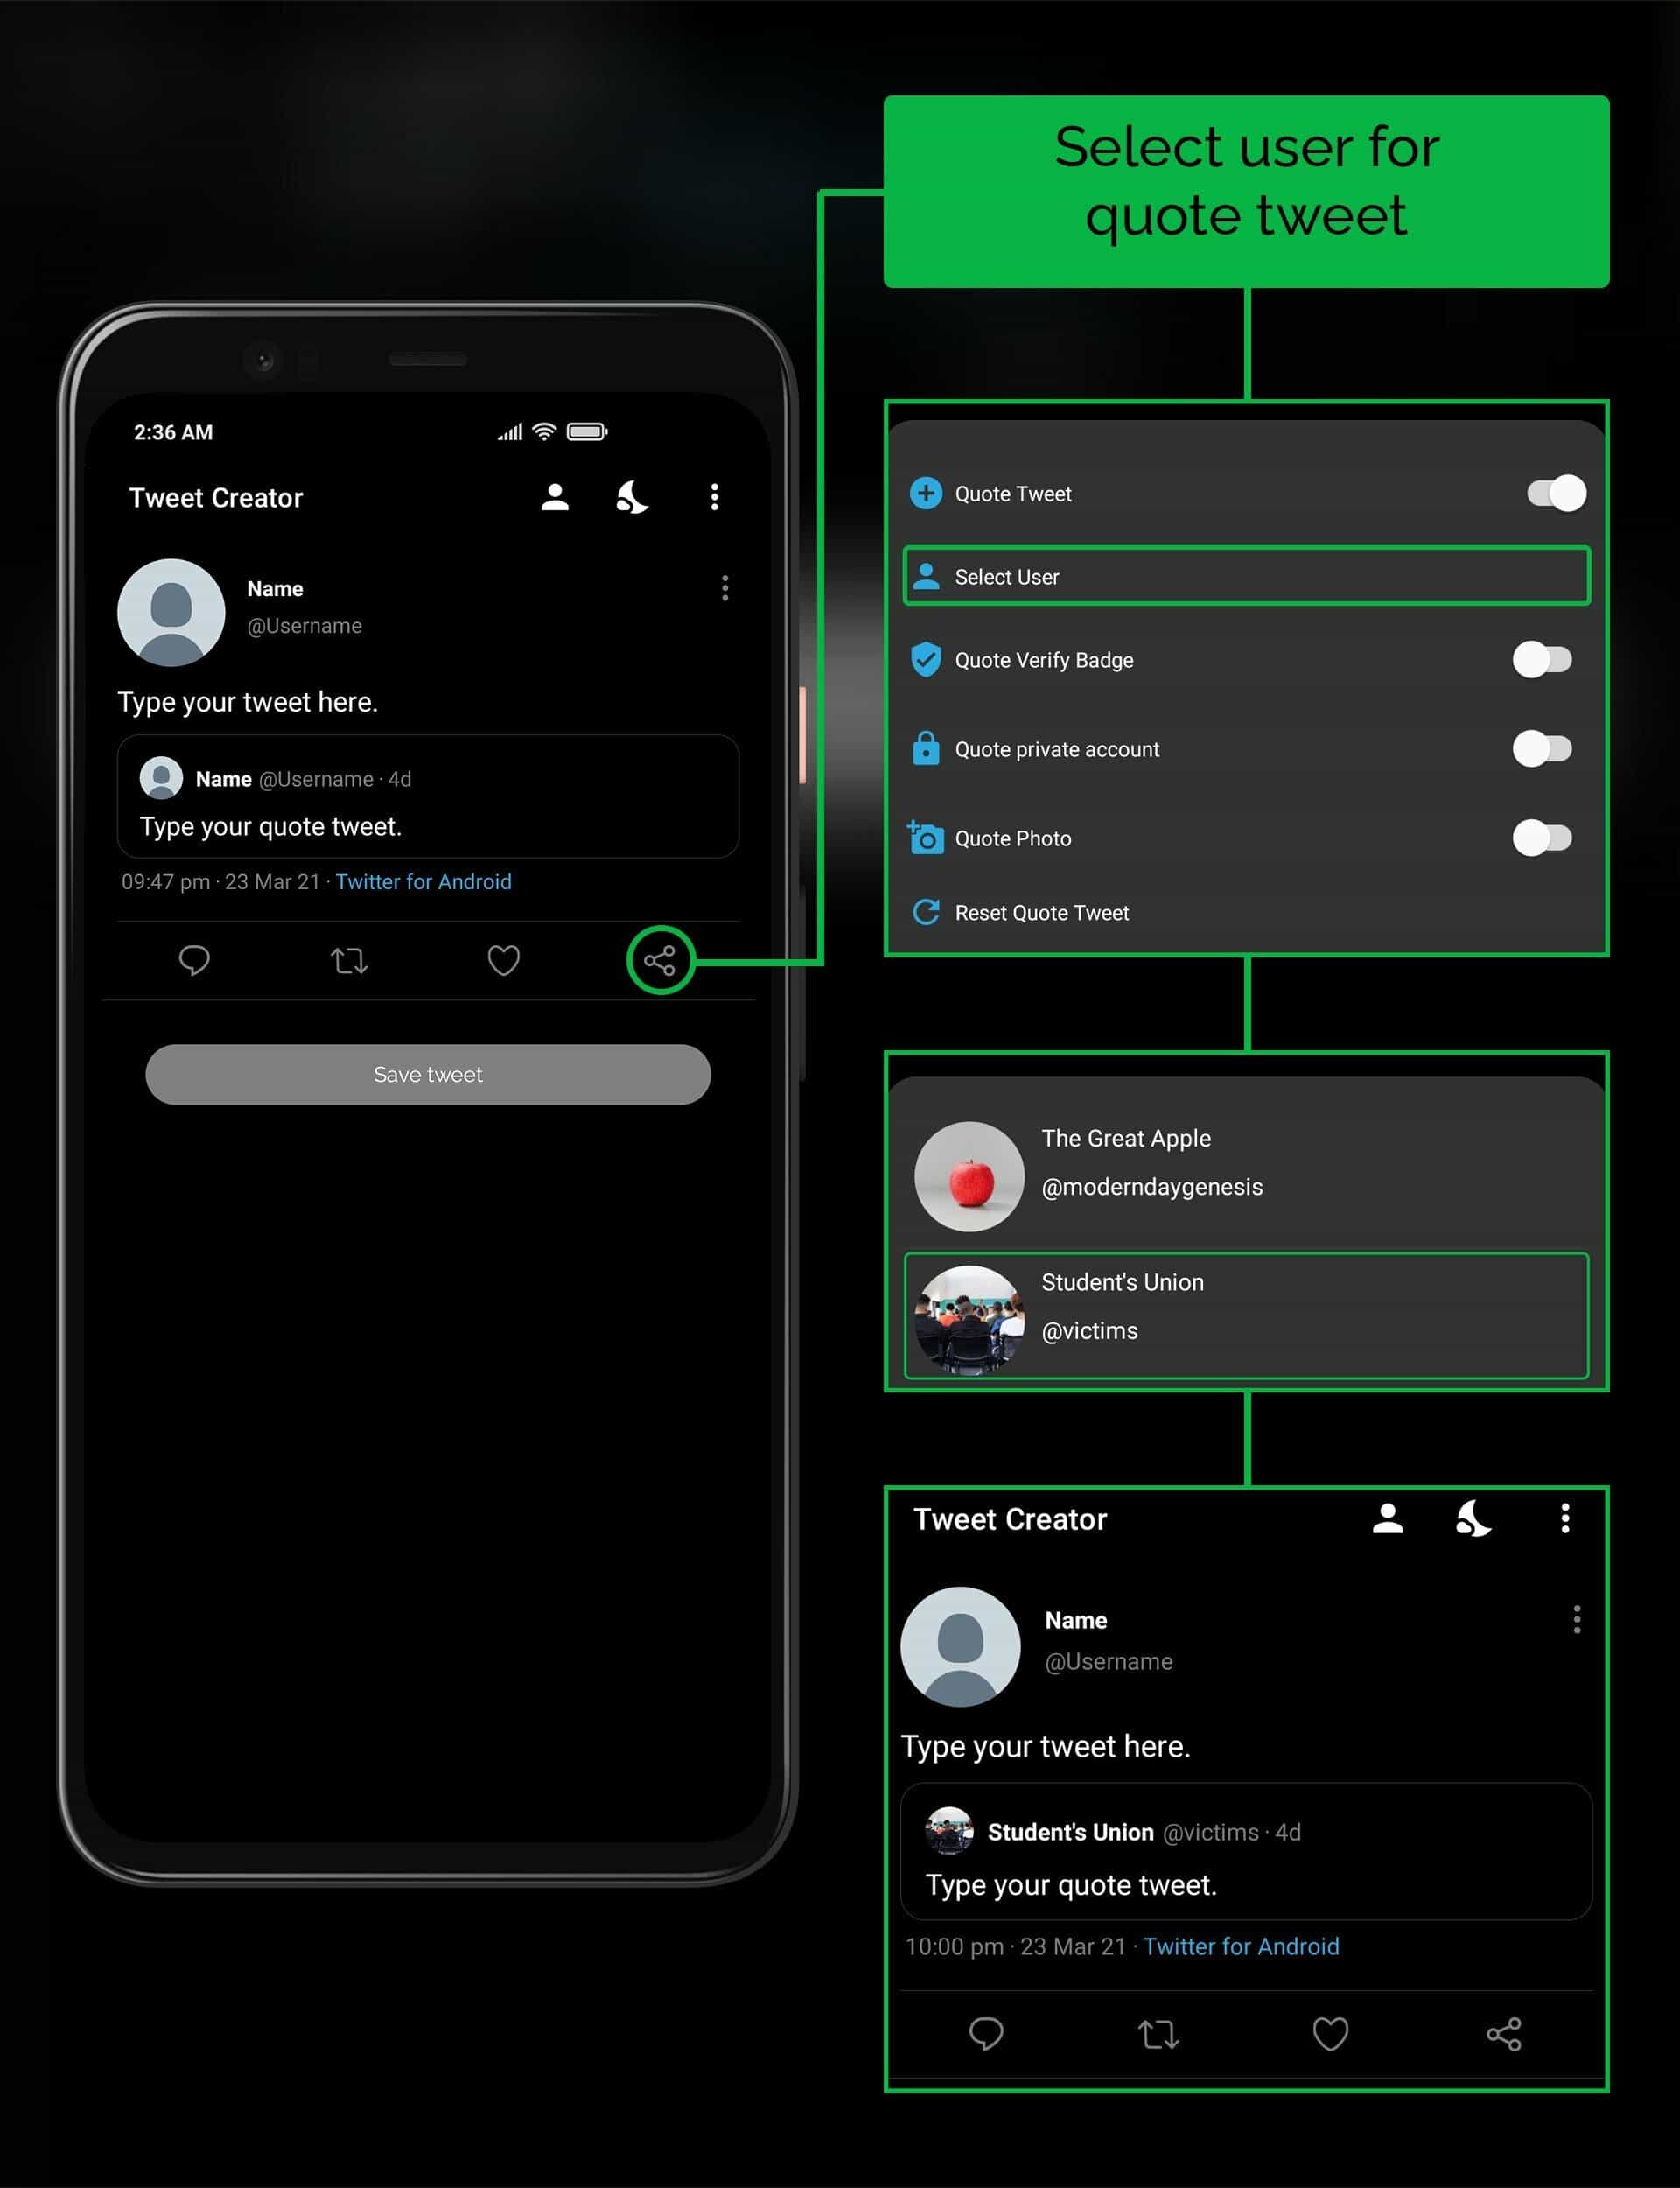 Select user for
quote tweet
2:36 AM
Tweet Creator
Name
@Username
Type your tweet here.
Name @Username · 4d
Type your quote tweet.
09:47 pm · 23 Mar 21 · Twitter for Android
Save tweet
Quote Tweet
Select User
Quote Verify Badge
Quote private account
Quote Photo
Reset Quote Tweet
The Great Apple
@moderndaygenesis
Student's Union
@victims
Tweet Creator
Name
@Username
Type your tweet here.
Student's Union @victims · 4d
Type your quote tweet.
10:00 pm · 23 Mar 21 · Twitter for Android